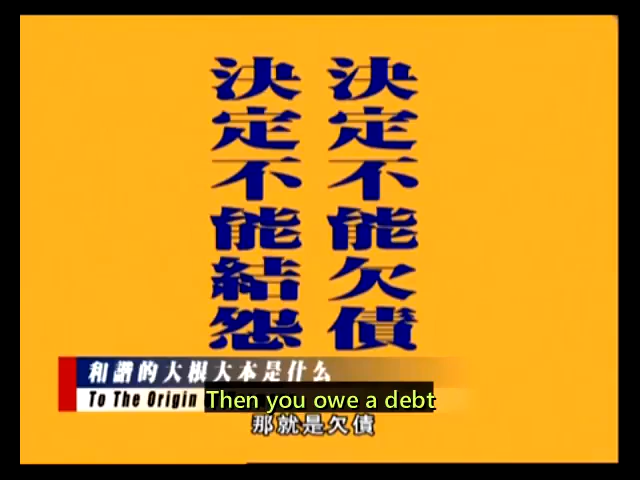 決定不能欠債
決定不能結怨
和諧的大根大本是什么
To The Origin
Then you owe a debt
那就是欠債